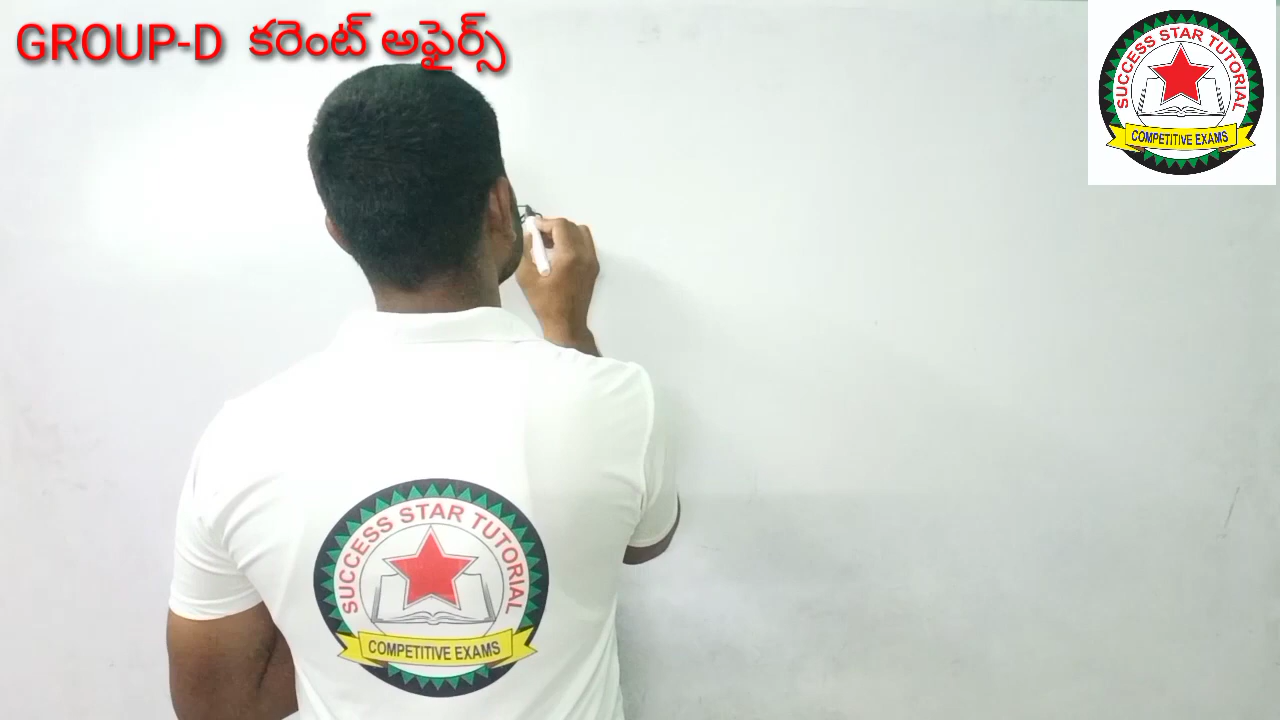 GROUP-D కరెంట్ అఫైర్స్
SUCCESS STAR TUTORIAL
COMPETITIVE EXAMS
SUCCESS STAR TUTORIAL
COMPETITIVE EXAMS